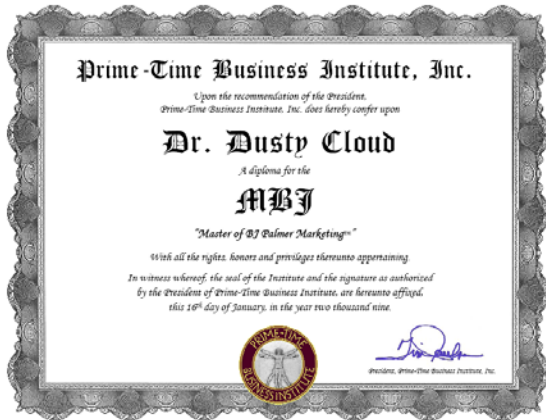 Prime-Time Business Institute, Inc.
Upon the recommendation of the President,
Prime-Time Business Institute, Inc. does hereby confer upon
Dr. Dusty Cloud
A diploma for the
MBJ
"Master of BJ Palmer Marketing℠"
With all the rights, honors and privileges thereunto appertaining.
In witness whereof, the seal of the Institute and the signature as authorized
by the President of Prime-Time Business Institute, are hereunto affixed,
this 16th day of January, in the year two thousand nine.
PRIME-TIME
BUSINESS INSTITUTE
President, Prime-Time Business Institute, Inc.